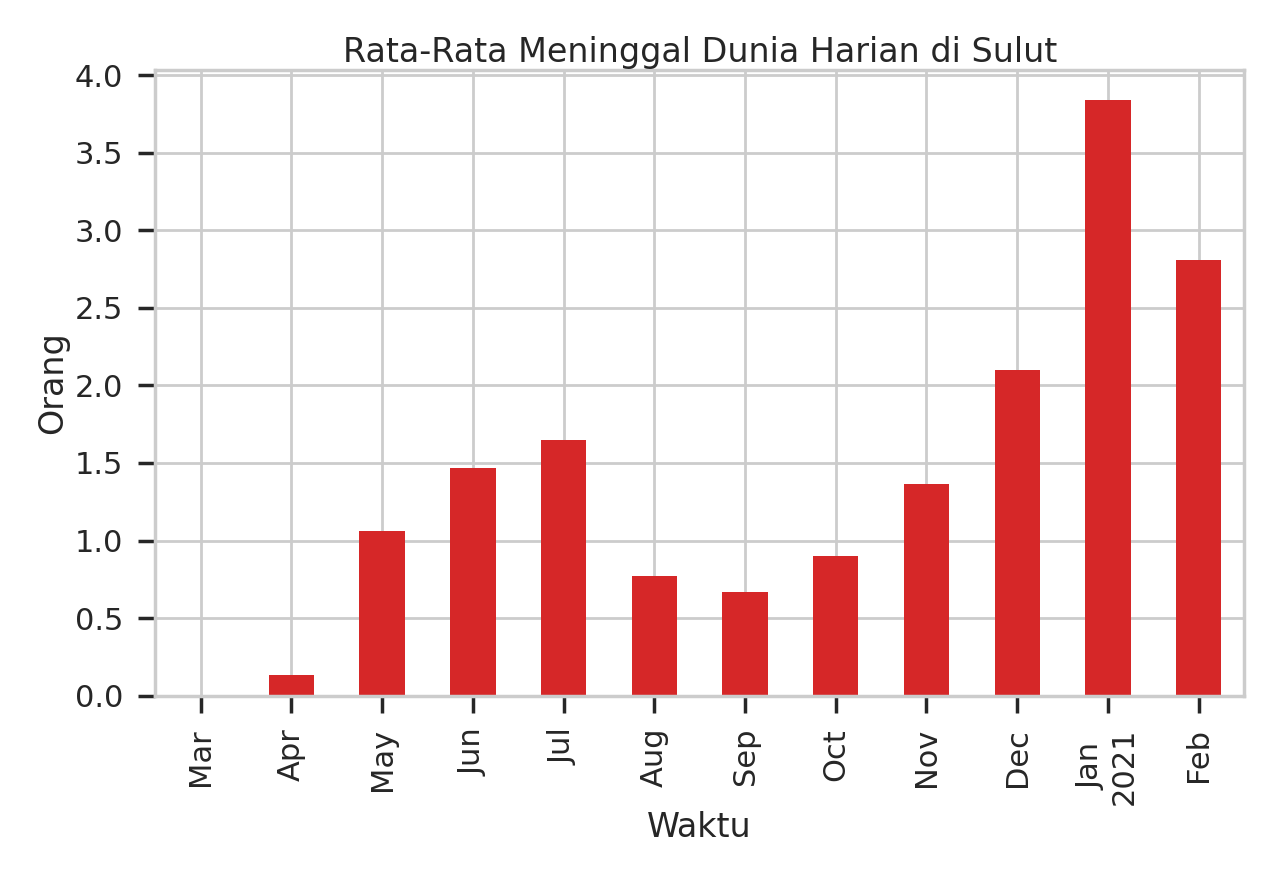 Rata-Rata Meninggal Dunia Harian di Sulut
4.0
3.5
3.0
2.5
2.0
1.5
1.0
0.5
0.0
Orang
Mar
Apr
May
Jun
Jul
Aug
Sep
Oct
Nov
Dec
Jan
2021
Feb
Waktu